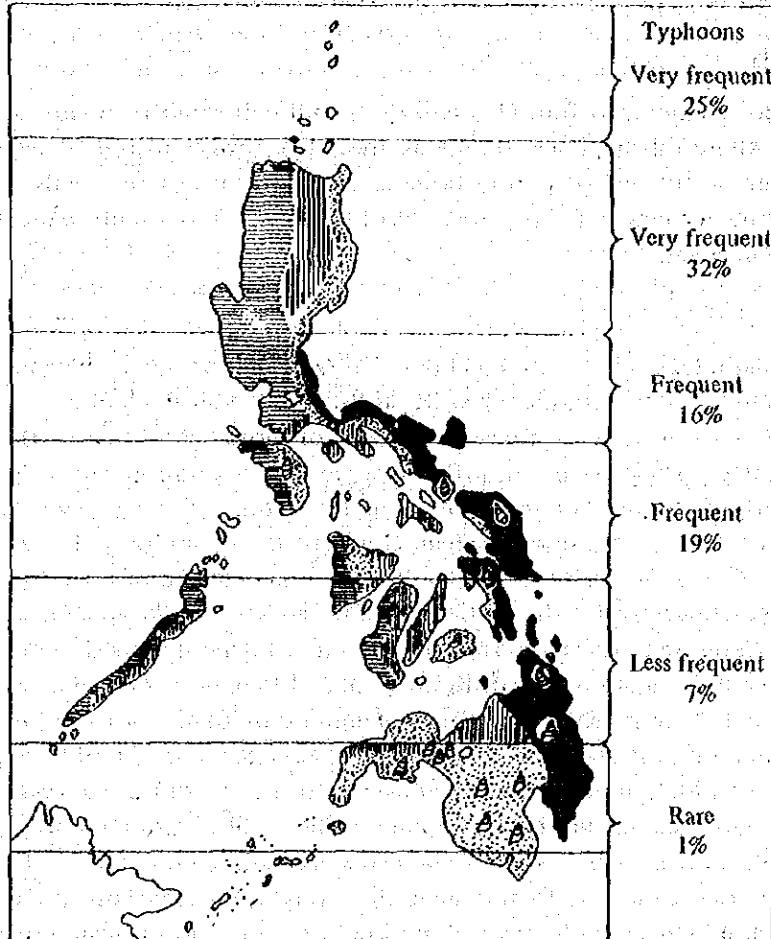 Typhoons
Very frequent
25%
Very frequent
32%
Frequent
16%
Frequent
19%
Less frequent
7%
Rare
1%